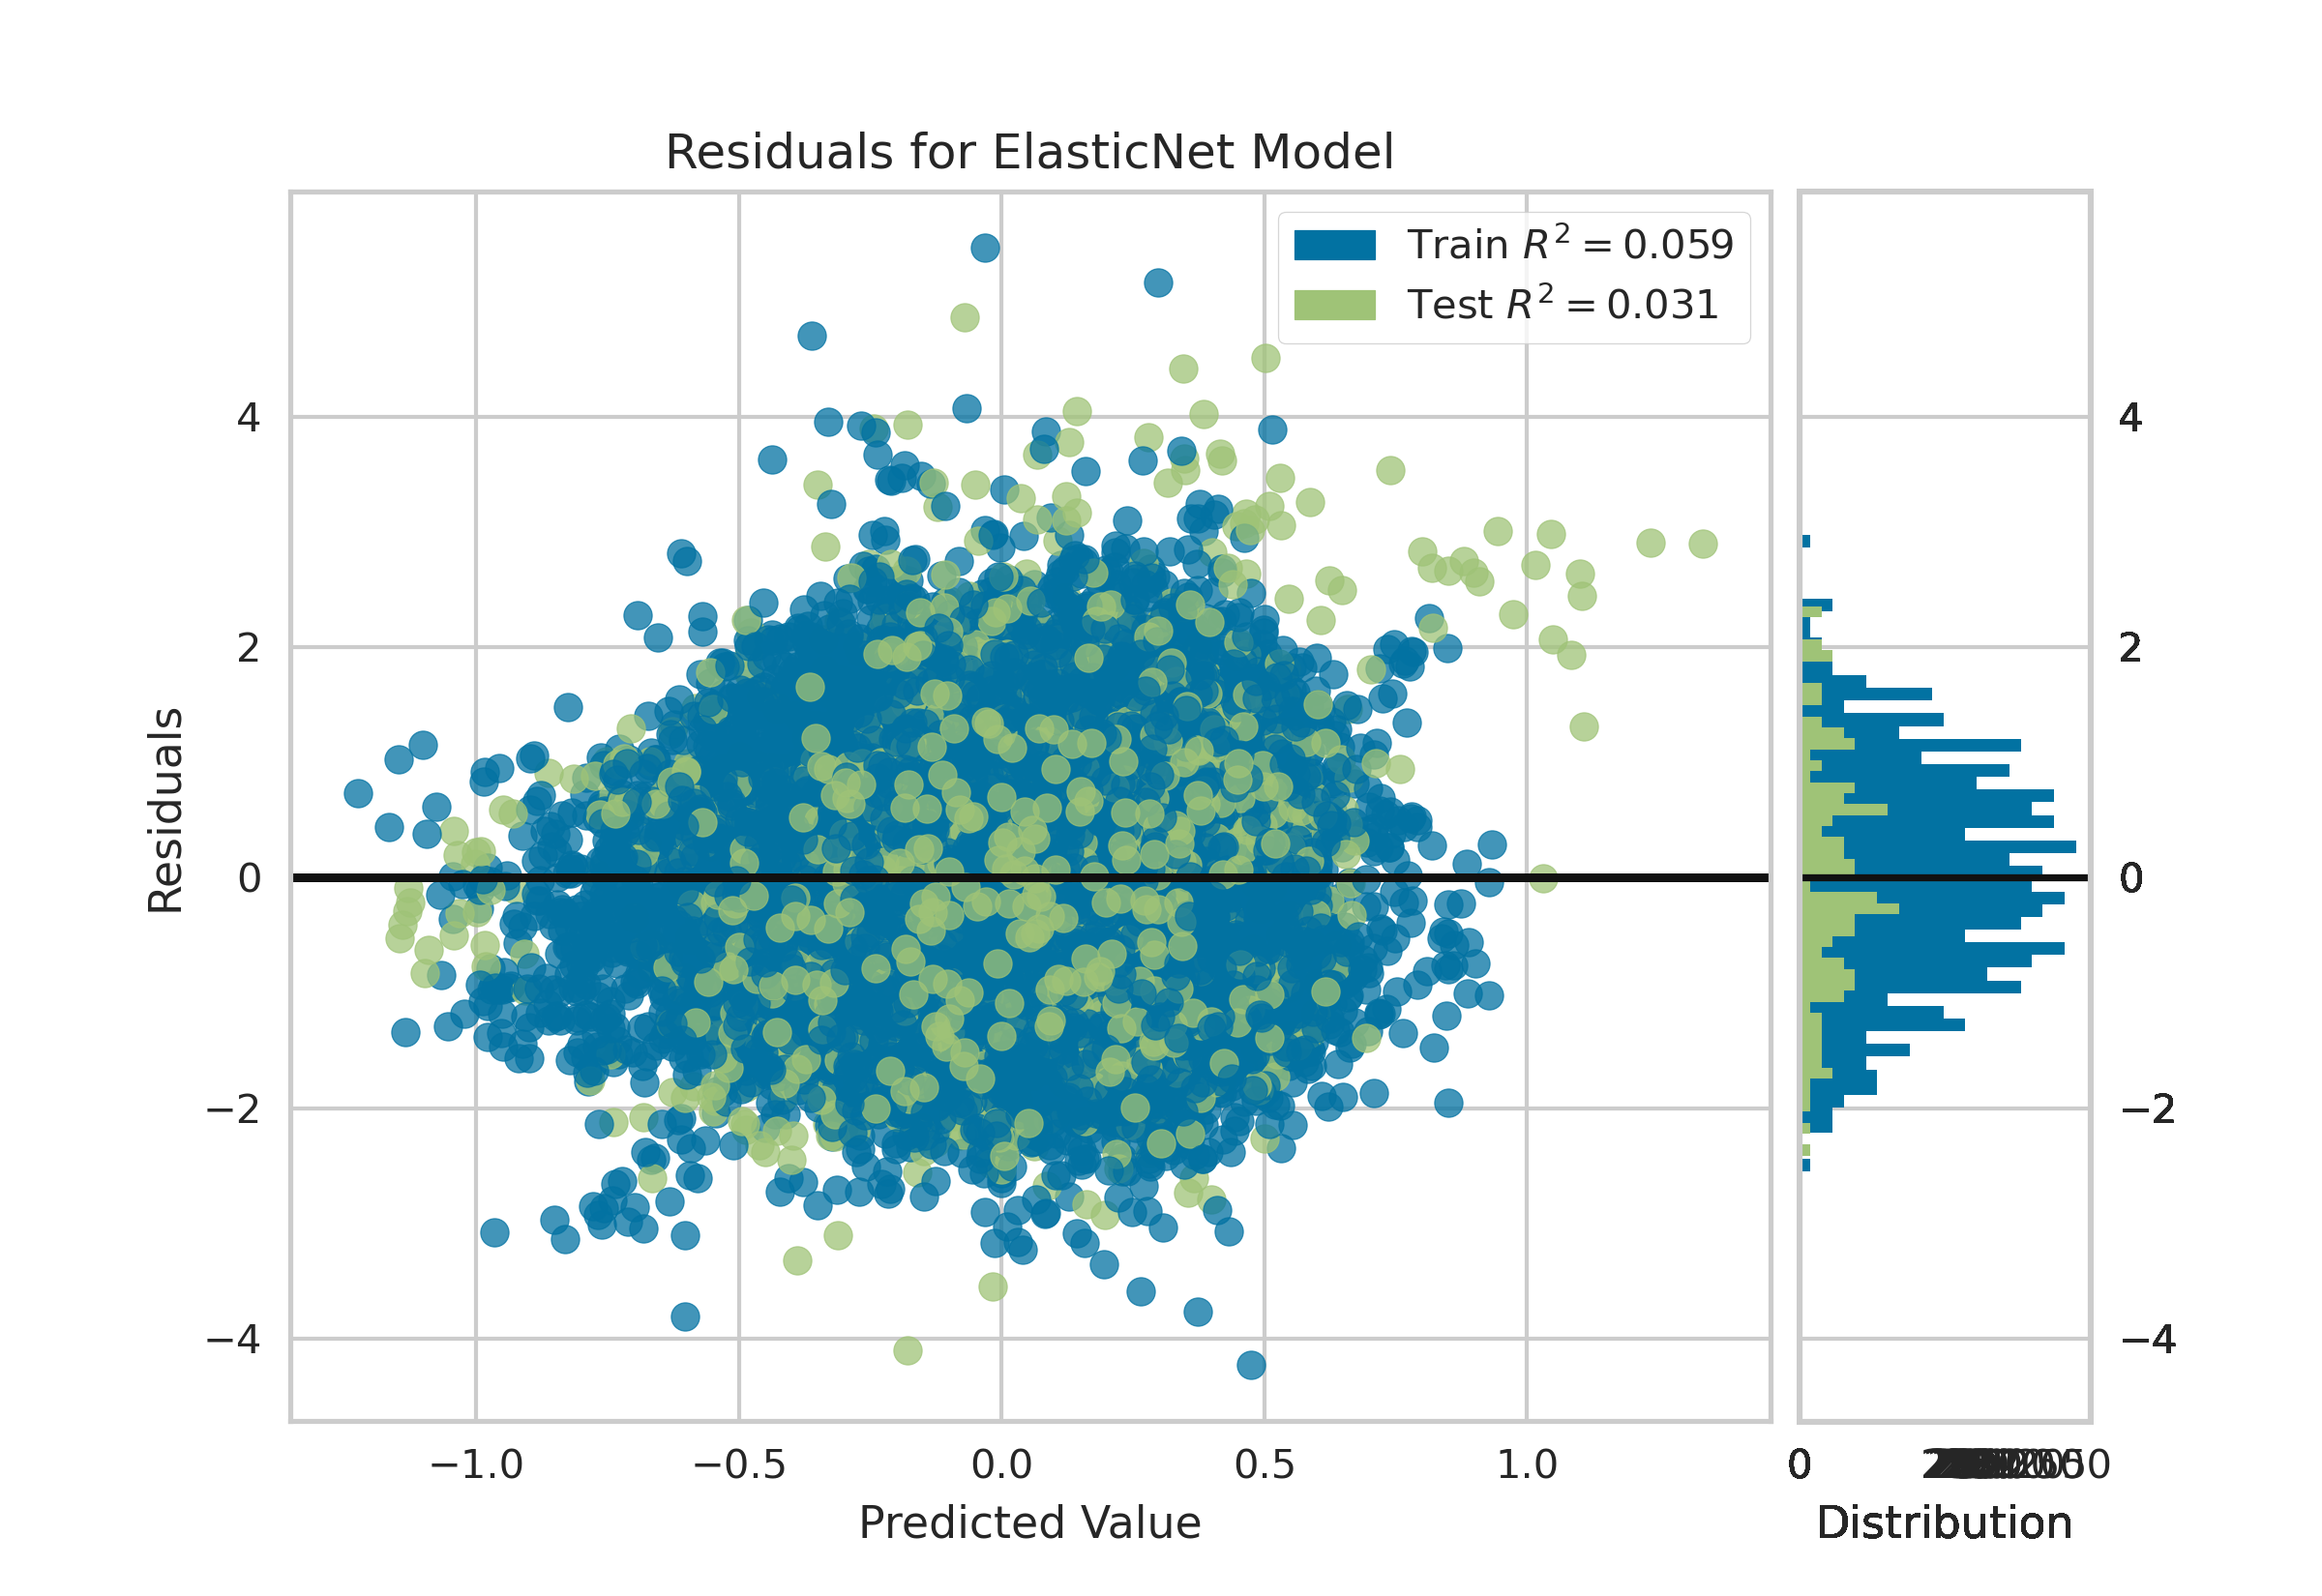 Residuals for ElasticNet Model
Train R² = 0.059
Test R² = 0.031
Residuals
4
2
0
−2
−4
−1.0
−0.5
0.0
0.5
1.0
Predicted Value
4
2
0
−2
−4
0
Distribution